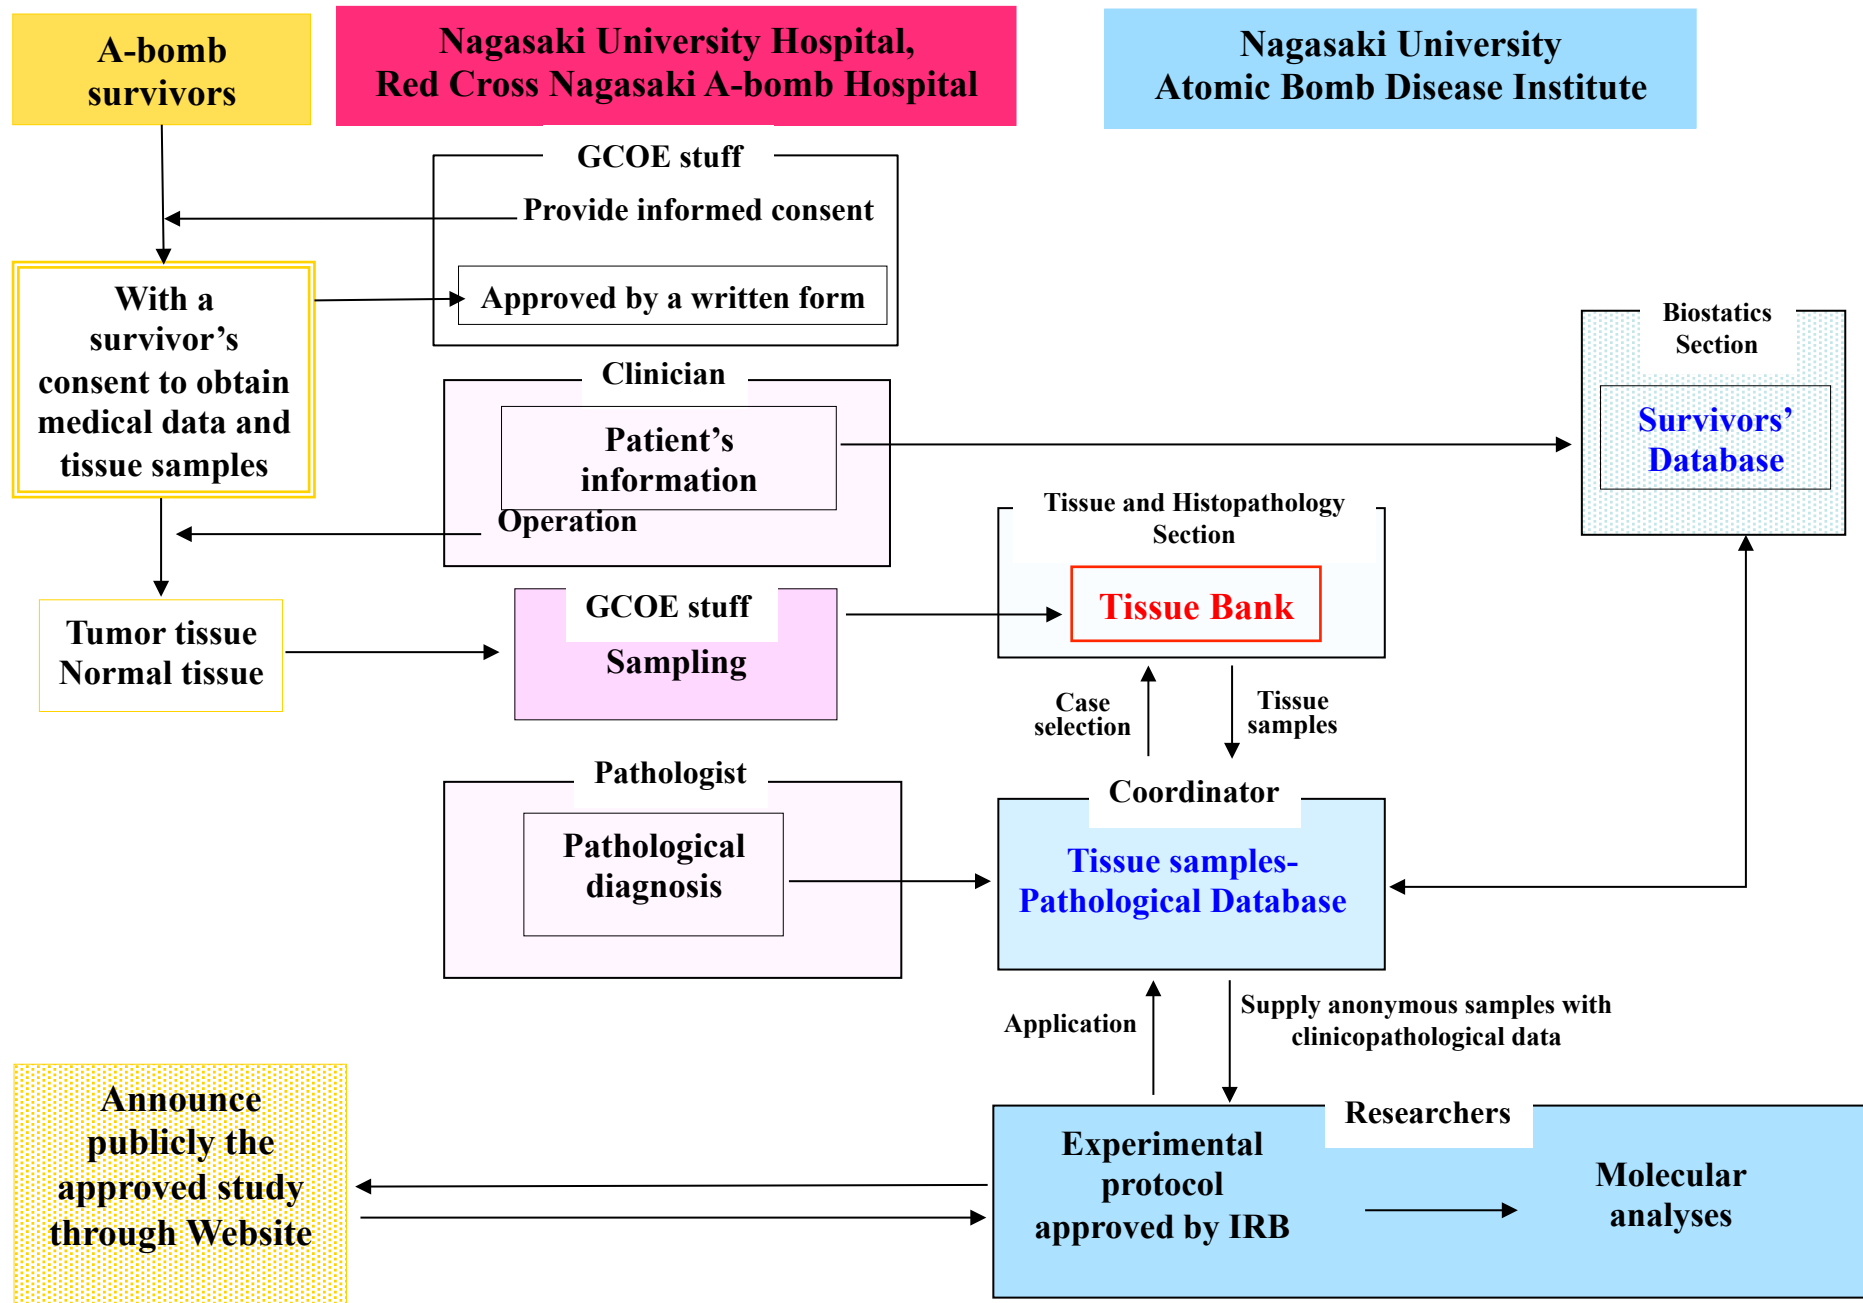 A-bomb
survivors
Nagasaki University Hospital,
Red Cross Nagasaki A-bomb Hospital
Nagasaki University
Atomic Bomb Disease Institute
GCOE stuff
Provide informed consent
Approved by a written form
With a
survivor’s
consent to obtain
medical data and
tissue samples
Clinician
Patient’s
information
Operation
Biostatics
Section
Survivors’
Database
Tissue and Histopathology
Section
Tissue Bank
Tumor tissue
Normal tissue
GCOE stuff
Sampling
Case
selection
Tissue
samples
Pathologist
Pathological
diagnosis
Coordinator
Tissue samples-
Pathological Database
Application
Supply anonymous samples with
clinicopathological data
Announce
publicly the
approved study
through Website
Researchers
Experimental
protocol
approved by IRB
Molecular
analyses